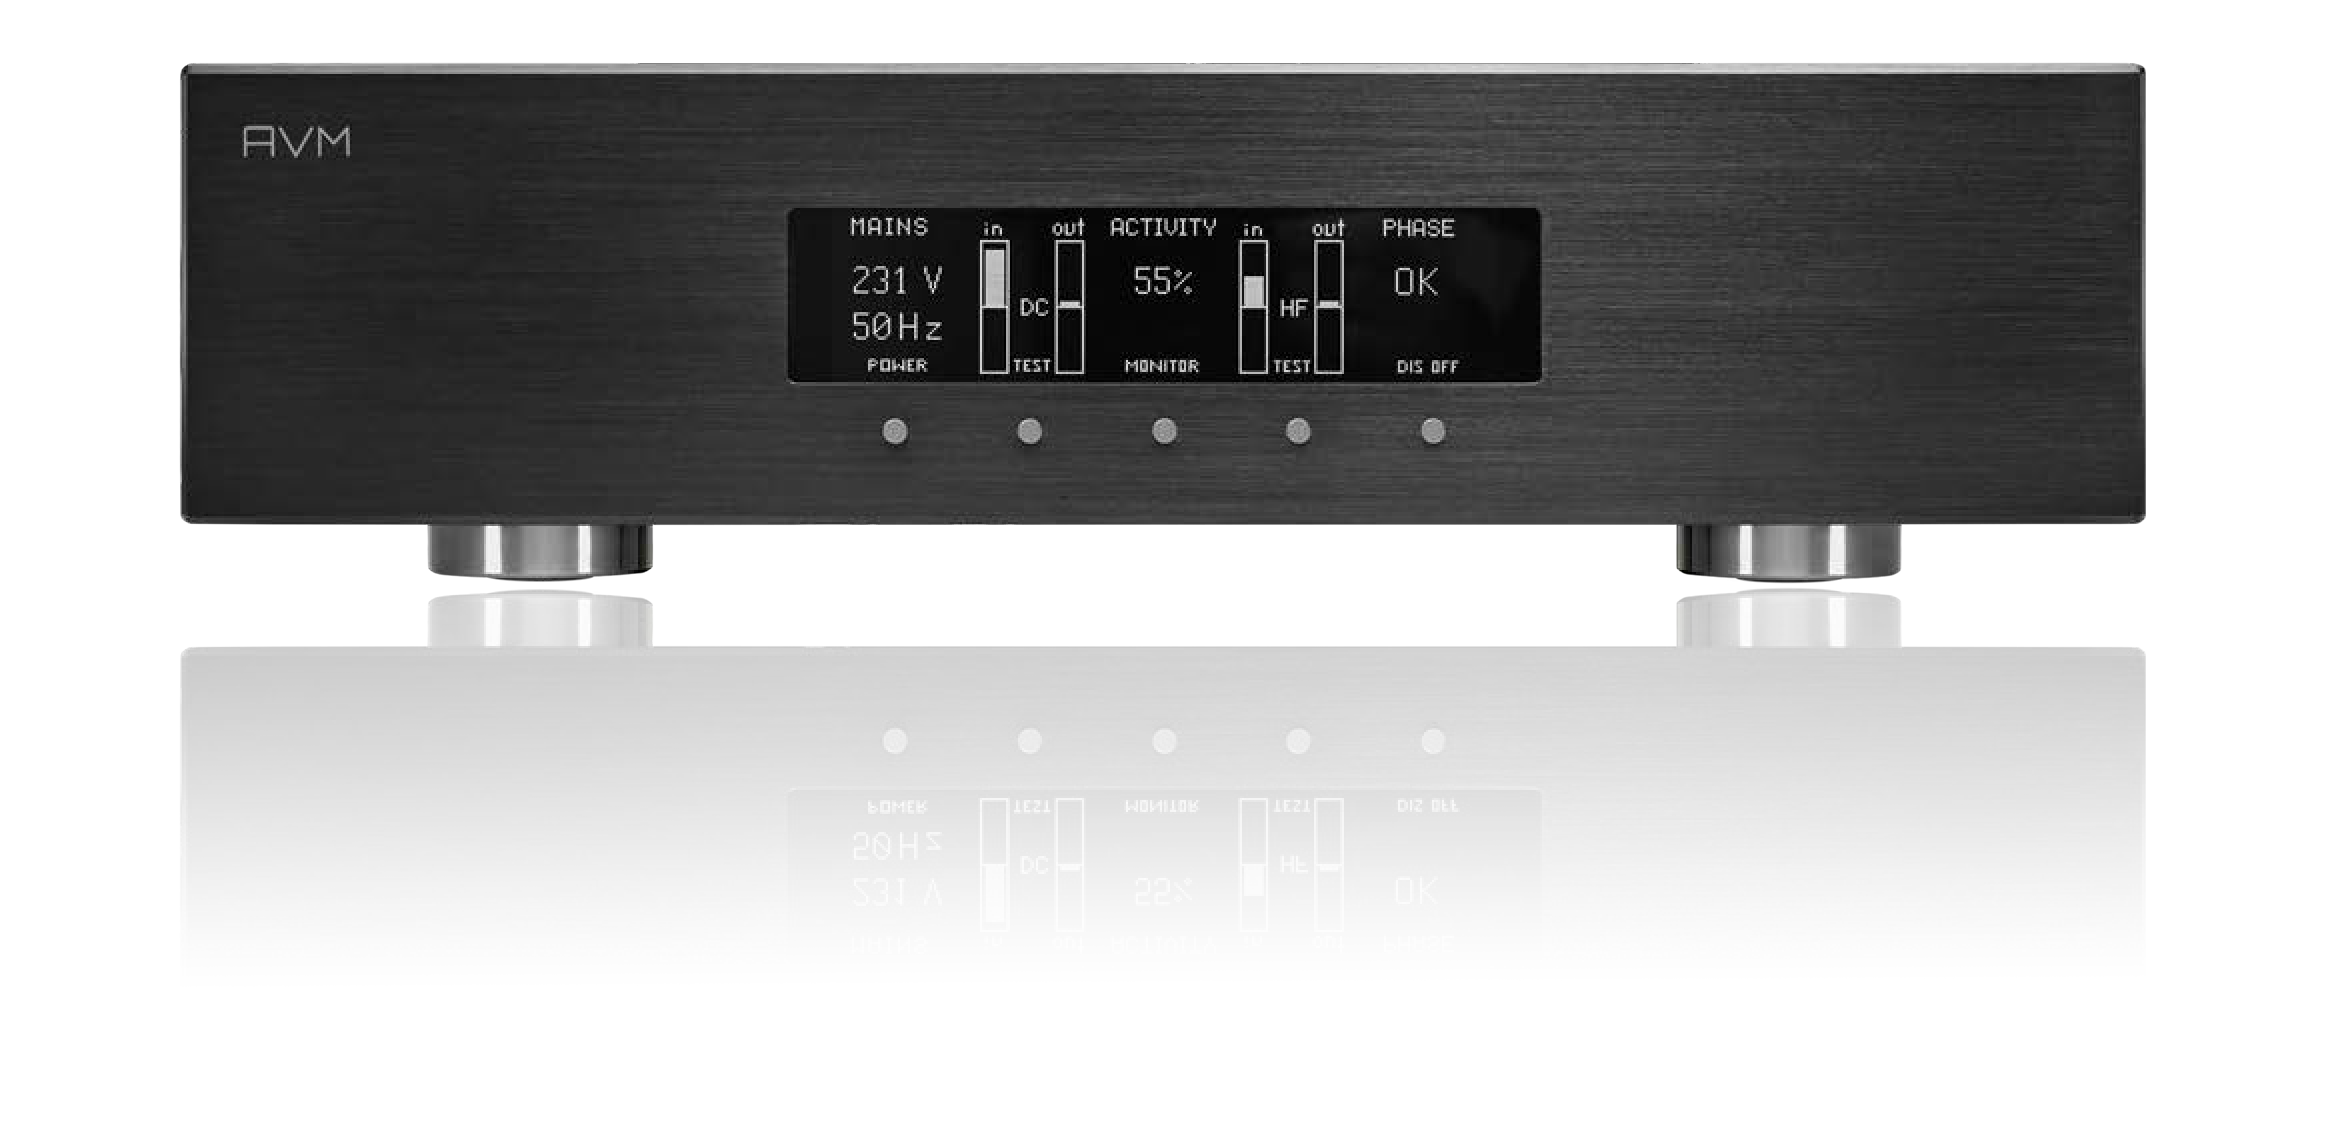 AVM
MAINS in out ACTIVITY in out PHASE
231 V 55% OK
DC HF
50Hz
POWER TEST MONITOR TEST DIS OFF